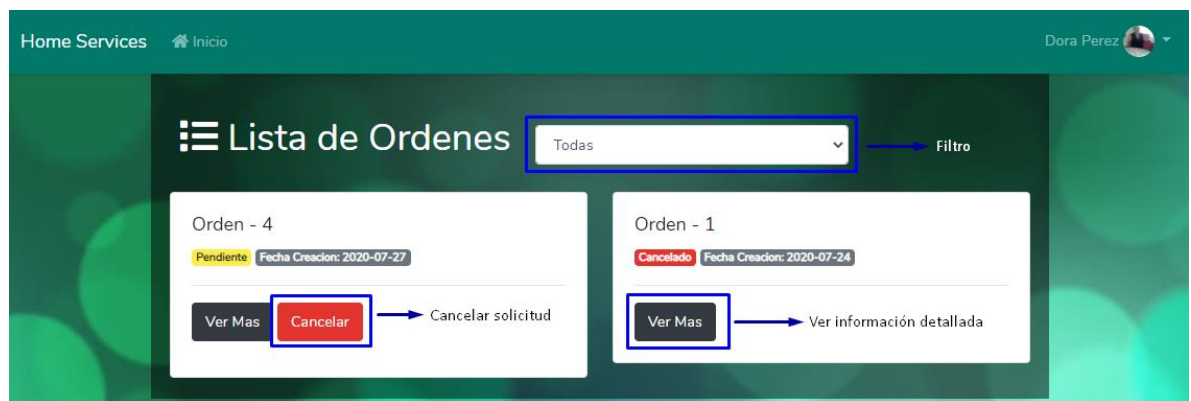 Home Services Inicio Dora Perez
Lista de Ordenes Todas Filtro
Orden - 4
Pendiente Fecha Creacion: 2020-07-27
Ver Mas Cancelar Cancelar solicitud
Orden - 1
Cancelado Fecha Creacion: 2020-07-24
Ver Mas Ver información detallada